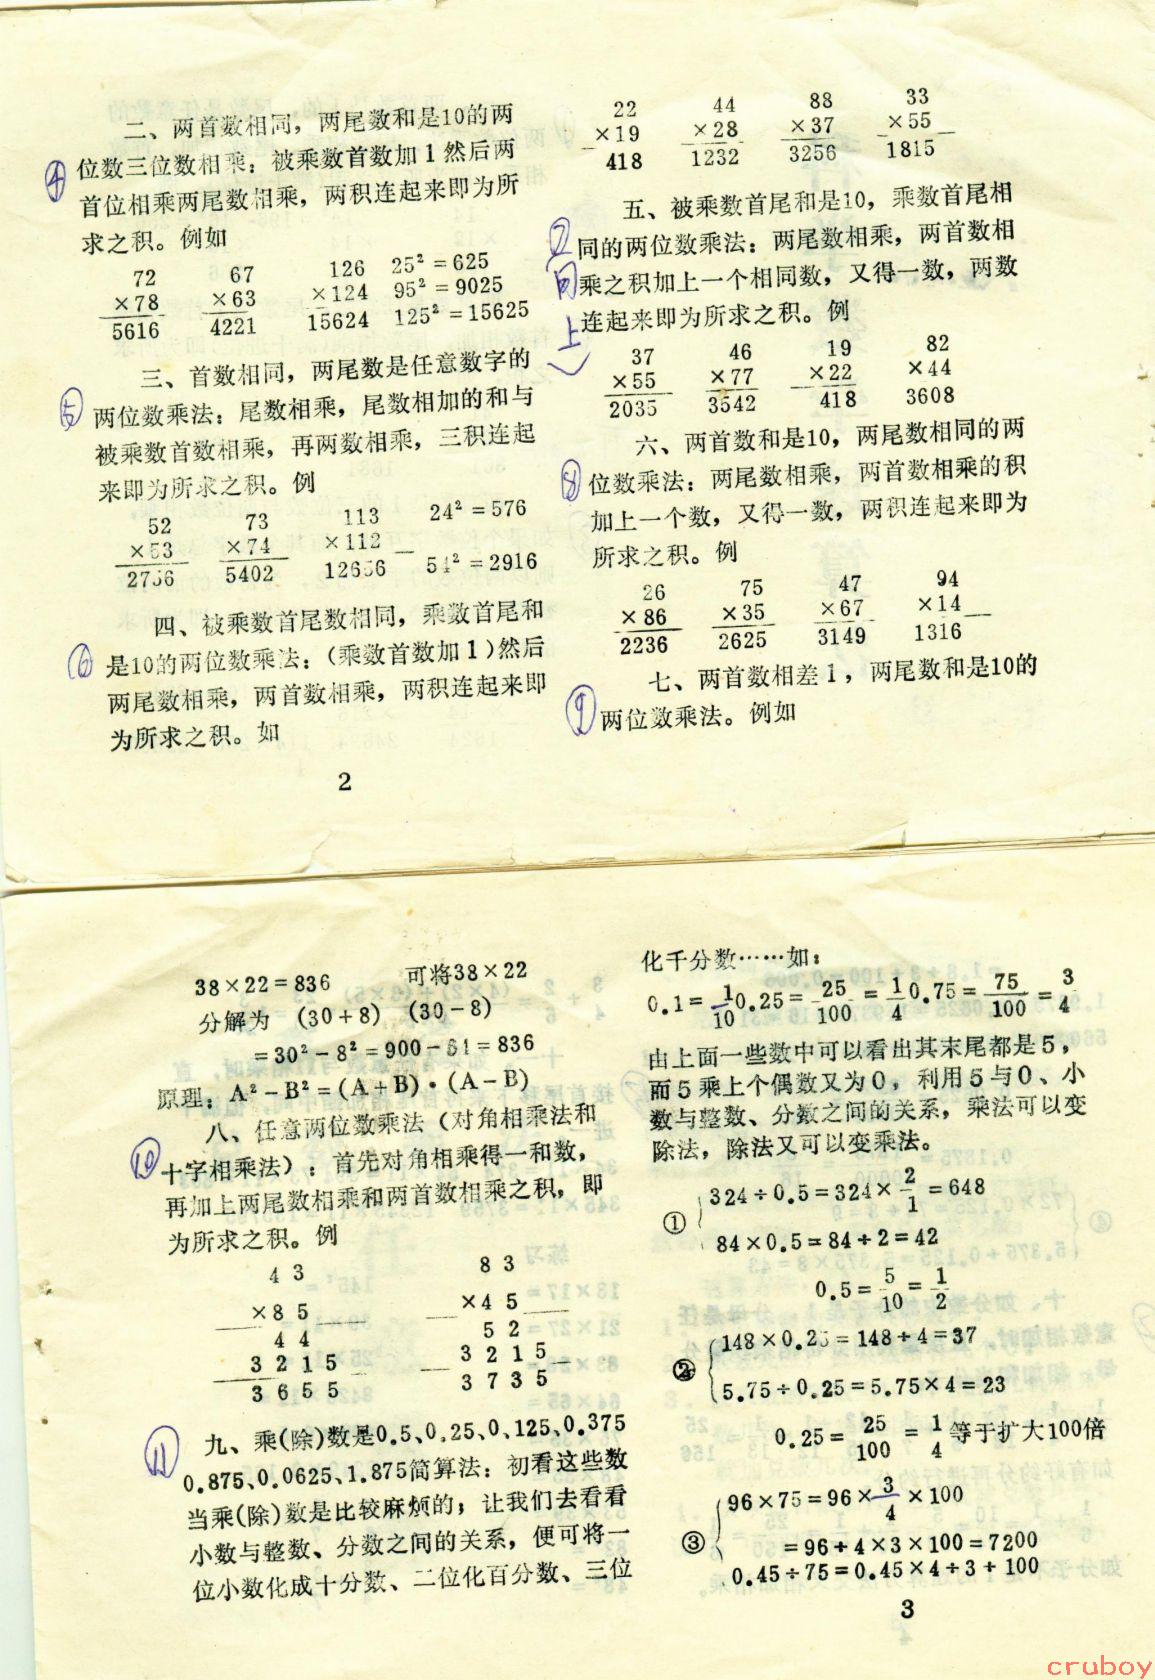 二、两首数相同，两尾数和是10的两
④ 位数三位数相乘：被乘数首数加1然后两
首位相乘两尾数相乘，两积连起来即为所
求之积。例如
72 67 126 25²=625
×78 ×63 ×124 95²=9025
5616 4221 15624 125²=15625
三、首数相同，两尾数是任意数字的
⑤ 两位数乘法：尾数相乘，尾数相加的和与
被乘数首数相乘，再两数相乘，三积连起
来即为所求之积。例
52 73 113 24²=576
×53 ×74 ×112
2756 5402 12656 54²=2916
四、被乘数首尾数相同，乘数首尾和
⑥ 是10的两位数乘法：(乘数首数加1)然后
两尾数相乘，两首数相乘，两积连起来即
为所求之积。如
2
22 44 88 33
×19 ×28 ×37 ×55
418 1232 3256 1815
五、被乘数首尾和是10，乘数首尾相
⑦ 同的两位数乘法：两尾数相乘，两首数相
同 乘之积加上一个相同数，又得一数，两数
上 连起来即为所求之积。例
37 46 19 82
×55 ×77 ×22 ×44
2035 3542 418 3608
六、两首数和是10，两尾数相同的两
⑧ 位数乘法：两尾数相乘，两首数相乘的积
加上一个数，又得一数，两积连起来即为
所求之积。例
26 75 47 94
×86 ×35 ×67 ×14
2236 2625 3149 1316
七、两首数相差1，两尾数和是10的
⑨ 两位数乘法。例如
38×22=836 可将38×22
分解为 (30+8) (30-8)
=30²-8²=900-64=836
原理：A²-B²=(A+B)·(A-B)
八、任意两位数乘法（对角相乘法和
⑩ 十字相乘法）：首先对角相乘得一和数，
再加上两尾数相乘和两首数相乘之积，即
为所求之积。例
4 3 8 3
×8 5 ×4 5
4 4 5 2
3 2 1 5 3 2 1 5
3 6 5 5 3 7 3 5
⑪ 九、乘(除)数是0.5、0.25、0.125、0.375
0.875、0.0625、1.875简算法：初看这些数
当乘(除)数是比较麻烦的；让我们去看看
小数与整数、分数之间的关系，便可将一
位小数化成十分数、二位化百分数、三位
化千分数……如：
0.1=1/10 0.25=25/100=1/4 0.75=75/100=3/4
由上面一些数中可以看出其末尾都是5，
而5乘上个偶数又为0，利用5与0、小
数与整数、分数之间的关系，乘法可以变
除法，除法又可以变乘法。
① 324÷0.5=324×2/1=648
84×0.5=84÷2=42
0.5=5/10=1/2
② 148×0.25=148÷4=37
5.75÷0.25=5.75×4=23
0.25=25/100=1/4等于扩大100倍
③ 96×75=96×3/4×100
=96÷4×3×100=7200
0.45÷75=0.45×4÷3÷100
3
cruboy